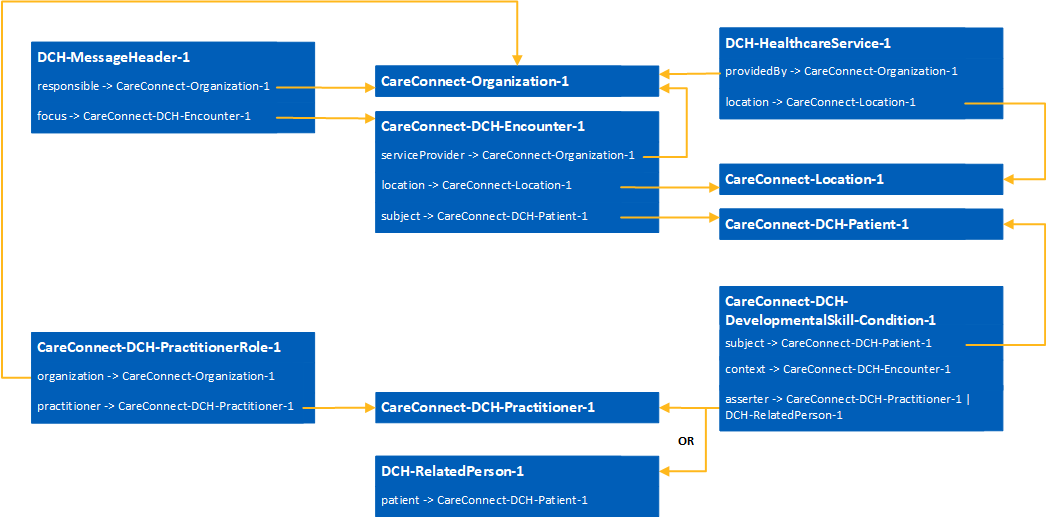 DCH-MessageHeader-1
responsible -> CareConnect-Organization-1
focus -> CareConnect-DCH-Encounter-1
CareConnect-Organization-1
CareConnect-DCH-Encounter-1
serviceProvider -> CareConnect-Organization-1
location -> CareConnect-Location-1
subject -> CareConnect-DCH-Patient-1
DCH-HealthcareService-1
providedBy -> CareConnect-Organization-1
location -> CareConnect-Location-1
CareConnect-Location-1
CareConnect-DCH-Patient-1
CareConnect-DCH-PractitionerRole-1
organization -> CareConnect-Organization-1
practitioner -> CareConnect-DCH-Practitioner-1
CareConnect-DCH-Practitioner-1
CareConnect-DCH-
DevelopmentalSkill-Condition-1
subject -> CareConnect-DCH-Patient-1
context -> CareConnect-DCH-Encounter-1
asserter -> CareConnect-DCH-Practitioner-1 |
DCH-RelatedPerson-1
OR
DCH-RelatedPerson-1
patient -> CareConnect-DCH-Patient-1